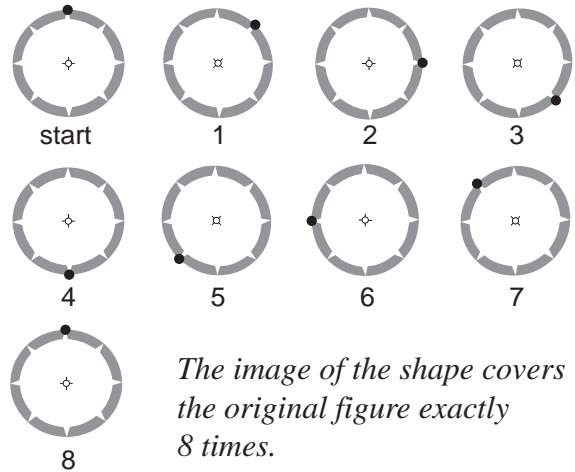 start 1 2 3
4 5 6 7
8
The image of the shape covers
the original figure exactly
8 times.